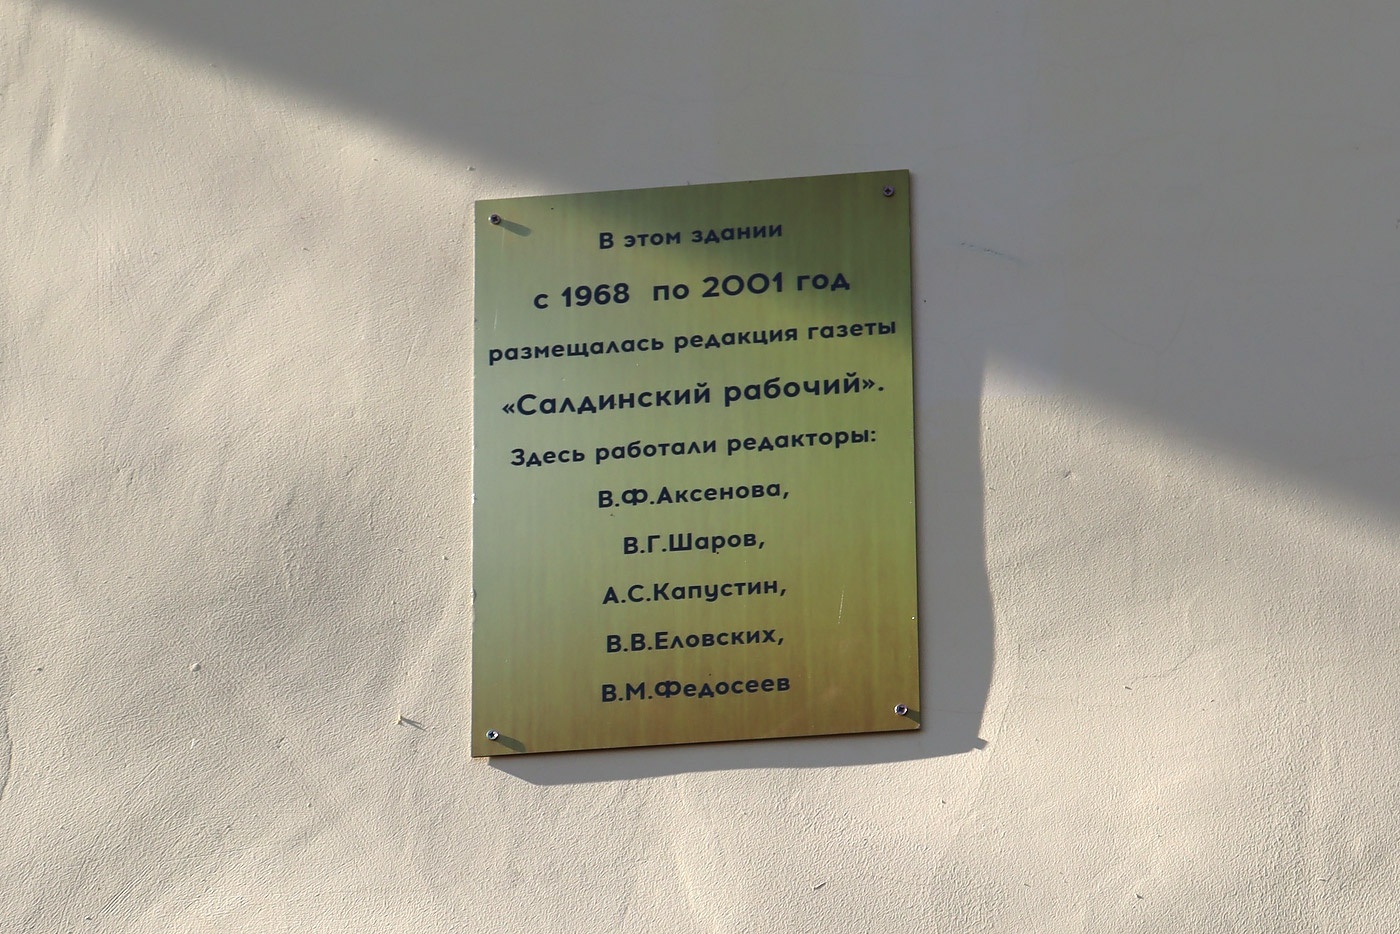 В этом здании
с 1968 по 2001 год
размещалась редакция газеты
«Салдинский рабочий».
Здесь работали редакторы:
В.Ф.Аксенова,
В.Г.Шаров,
А.С.Капустин,
В.В.Еловских,
В.М.Федосеев